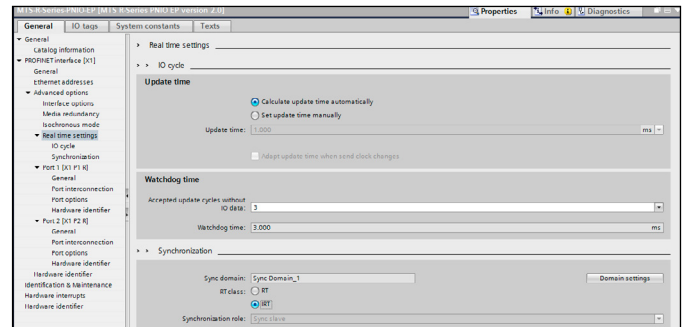 MTS-R-Series-PNIO-EP [MTS R-Series PNIO EP version 2.0]
Properties Info Diagnostics
General IO tags System constants Texts
General
Catalog information
PROFINET interface [X1]
General
Ethernet addresses
Advanced options
Interface options
Media redundancy
Isochronous mode
Real time settings
IO cycle
Synchronization
Port 1 [X1 P1 R]
General
Port interconnection
Port options
Hardware identifier
Port 2 [X1 P2 R]
General
Port interconnection
Port options
Hardware identifier
Hardware identifier
Identification & Maintenance
Hardware interrupts
Hardware identifier
> Real time settings
> > IO cycle
Update time
Calculate update time automatically
Set update time manually
Update time: 1.000 ms
Adapt update time when send clock changes
Watchdog time
Accepted update cycles without
IO data: 3
Watchdog time: 3.000 ms
> > Synchronization
Sync domain: Sync Domain_1 Domain settings
RT class: RT
IRT
Synchronization role: Sync slave